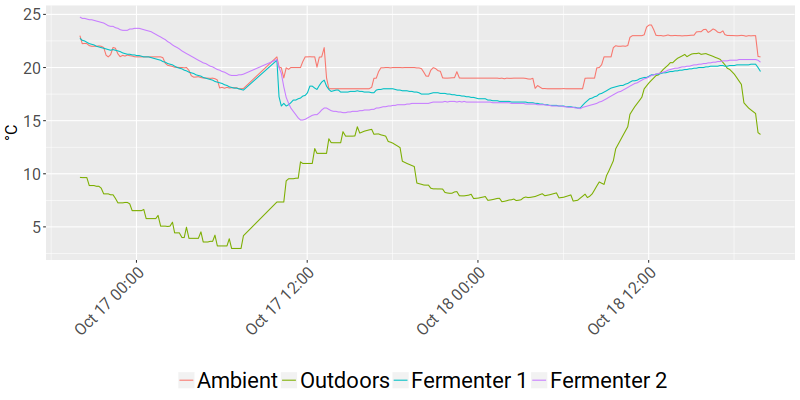 25
20
15
10
5
°C
Oct 17 00:00
Oct 17 12:00
Oct 18 00:00
Oct 18 12:00
Ambient Outdoors Fermenter 1 Fermenter 2